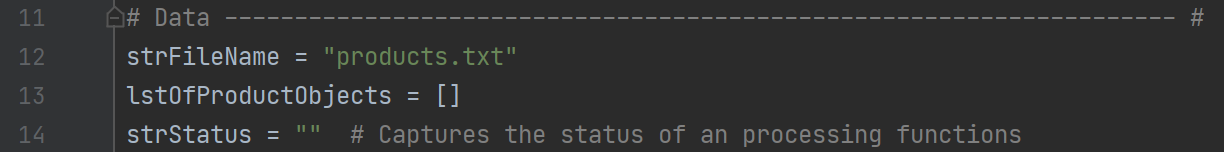 11 # Data -------------------------------------------------------------------- #
12 strFileName = "products.txt"
13 lstOfProductObjects = []
14 strStatus = ""  # Captures the status of an processing functions